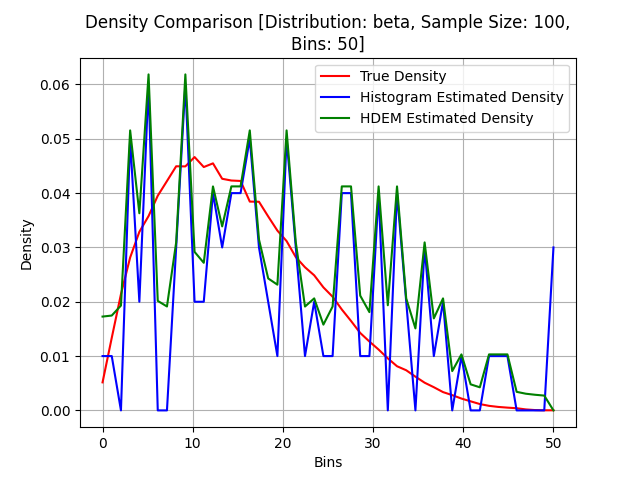 Density Comparison [Distribution: beta, Sample Size: 100,
Bins: 50]
True Density
Histogram Estimated Density
HDEM Estimated Density
0.06
0.05
0.04
0.03
0.02
0.01
0.00
Density
0
10
20
30
40
50
Bins